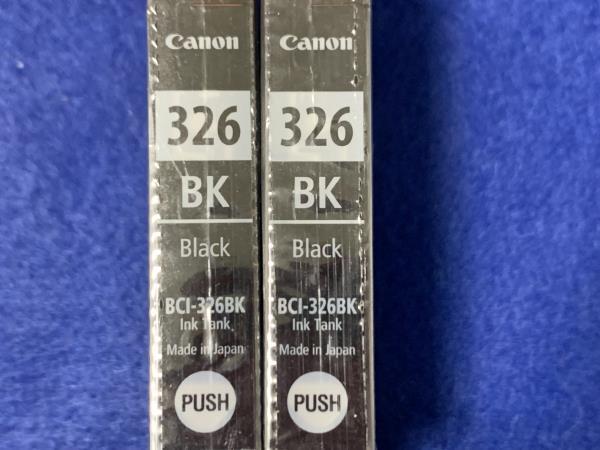 Canon
326
BK
Black
BCI-326BK
Ink Tank
Made in Japan
PUSH
Canon
326
BK
Black
BCI-326BK
Ink Tank
Made in Japan
PUSH